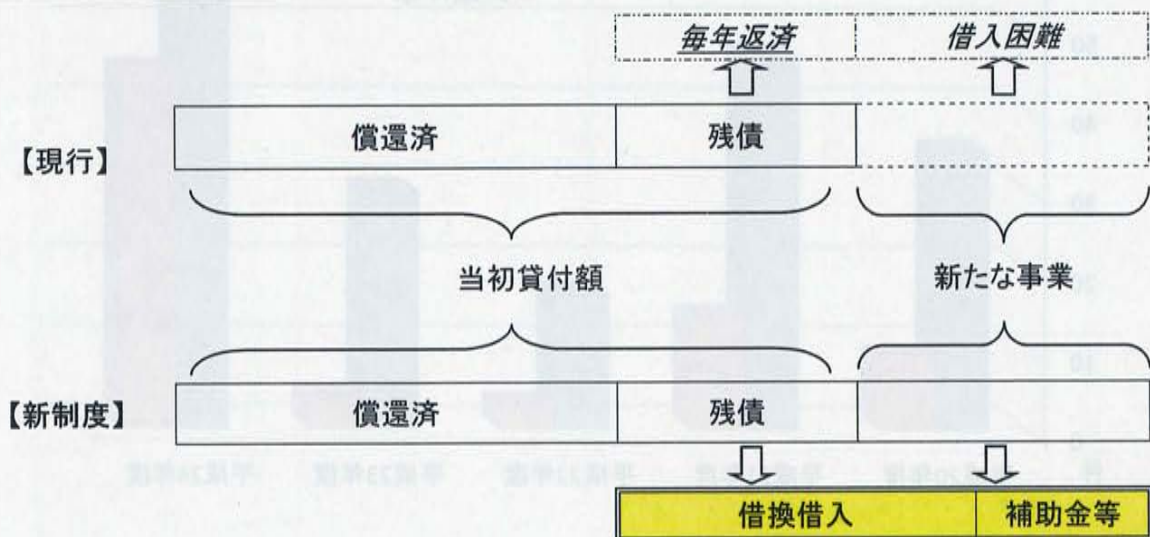 毎年返済 借入困難
【現行】 償還済 残債
当初貸付額 新たな事業
【新制度】 償還済 残債
借換借入 補助金等